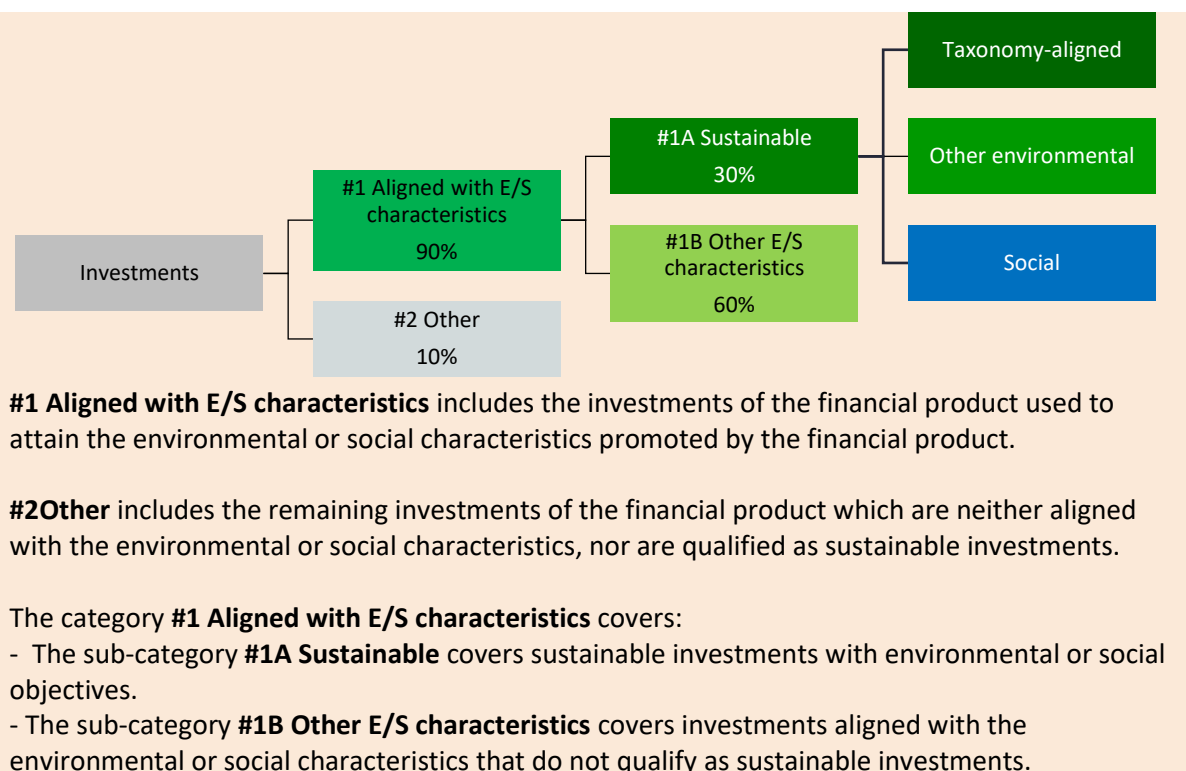 Taxonomy-aligned
#1A Sustainable
30%
Other environmental
#1 Aligned with E/S
characteristics
90%
#1B Other E/S
characteristics
60%
Social
Investments
#2 Other
10%
#1 Aligned with E/S characteristics includes the investments of the financial product used to
attain the environmental or social characteristics promoted by the financial product.
#2Other includes the remaining investments of the financial product which are neither aligned
with the environmental or social characteristics, nor are qualified as sustainable investments.
The category #1 Aligned with E/S characteristics covers:
- The sub-category #1A Sustainable covers sustainable investments with environmental or social
objectives.
- The sub-category #1B Other E/S characteristics covers investments aligned with the
environmental or social characteristics that do not qualify as sustainable investments.